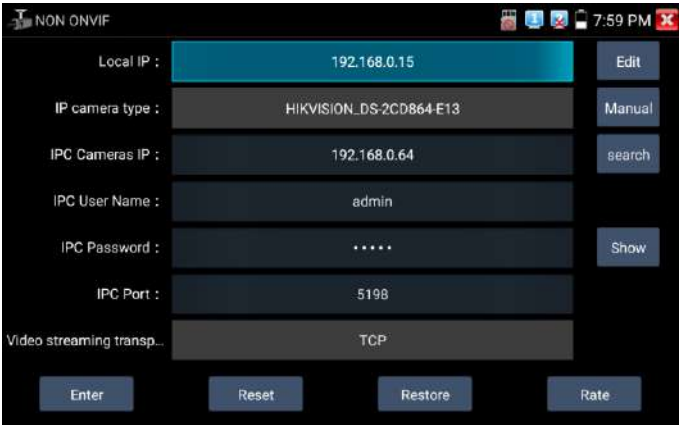 NON ONVIF 7:59 PM
Local IP : 192.168.0.15 Edit
IP camera type : HIKVISION_DS-2CD864-E13 Manual
IPC Cameras IP : 192.168.0.64 search
IPC User Name : admin
IPC Password : ••••• Show
IPC Port : 5198
Video streaming transp... TCP
Enter Reset Restore Rate